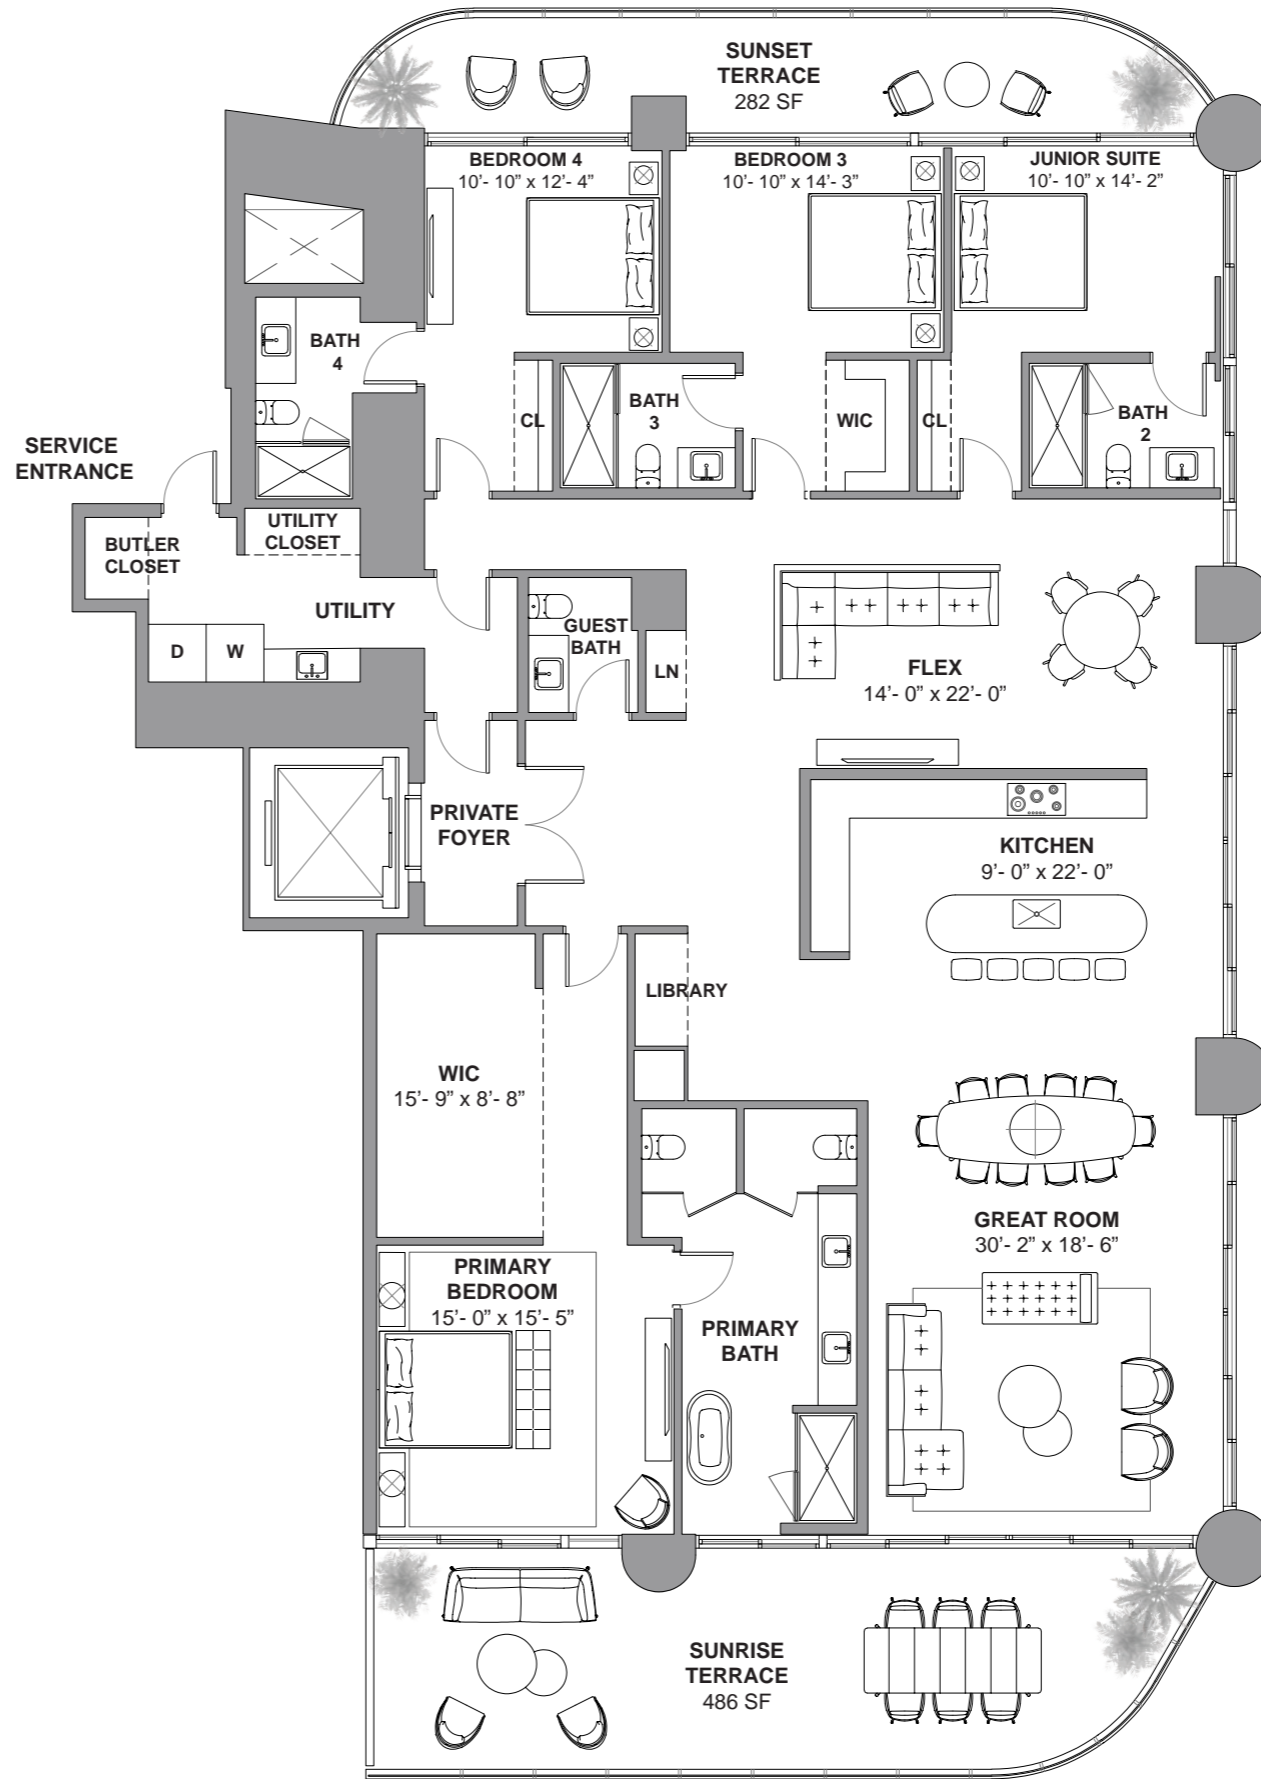 SUNSET
TERRACE
282 SF
BEDROOM 4
10'- 10" x 12'- 4"
BEDROOM 3
10'- 10" x 14'- 3"
JUNIOR SUITE
10'- 10" x 14'- 2"
BATH
4
CL
BATH
3
WIC
CL
BATH
2
SERVICE
ENTRANCE
BUTLER
CLOSET
UTILITY
CLOSET
UTILITY
D
W
GUEST
BATH
LN
FLEX
14'- 0" x 22'- 0"
PRIVATE
FOYER
KITCHEN
9'- 0" x 22'- 0"
LIBRARY
WIC
15'- 9" x 8'- 8"
GREAT ROOM
30'- 2" x 18'- 6"
PRIMARY
BEDROOM
15'- 0" x 15'- 5"
PRIMARY
BATH
SUNRISE
TERRACE
486 SF